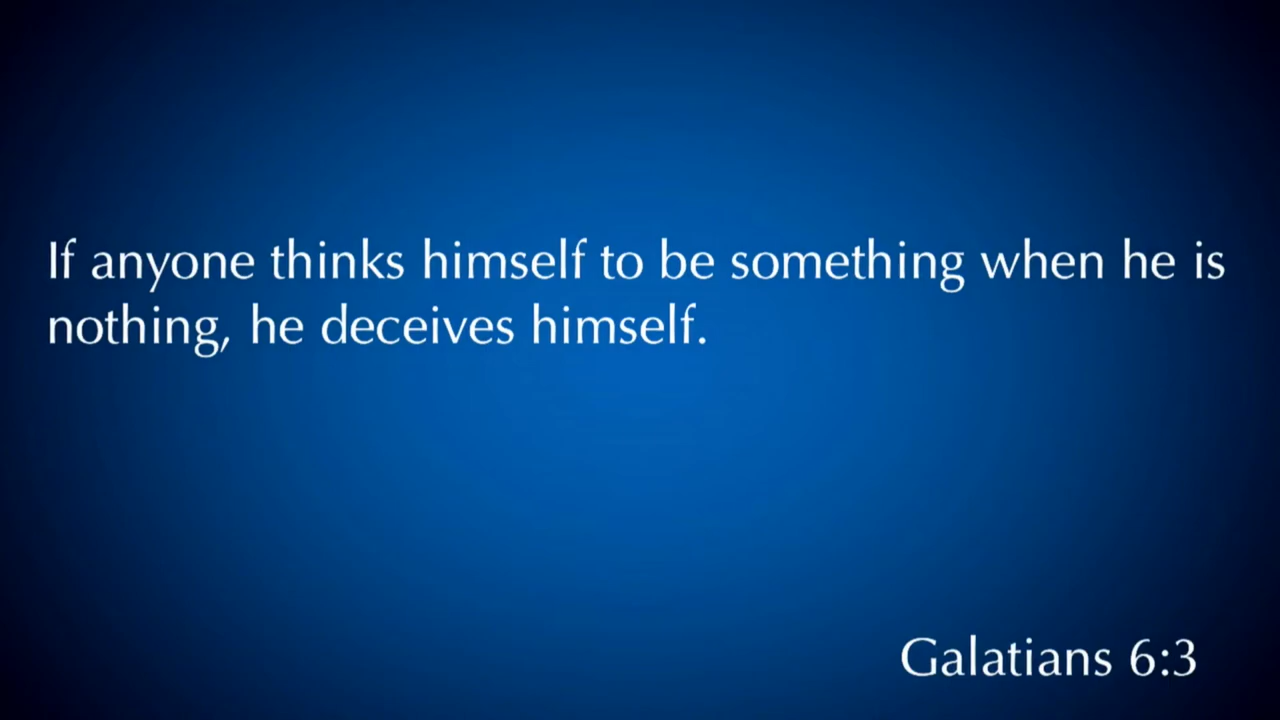 If anyone thinks himself to be something when he is
nothing, he deceives himself.
Galatians 6:3